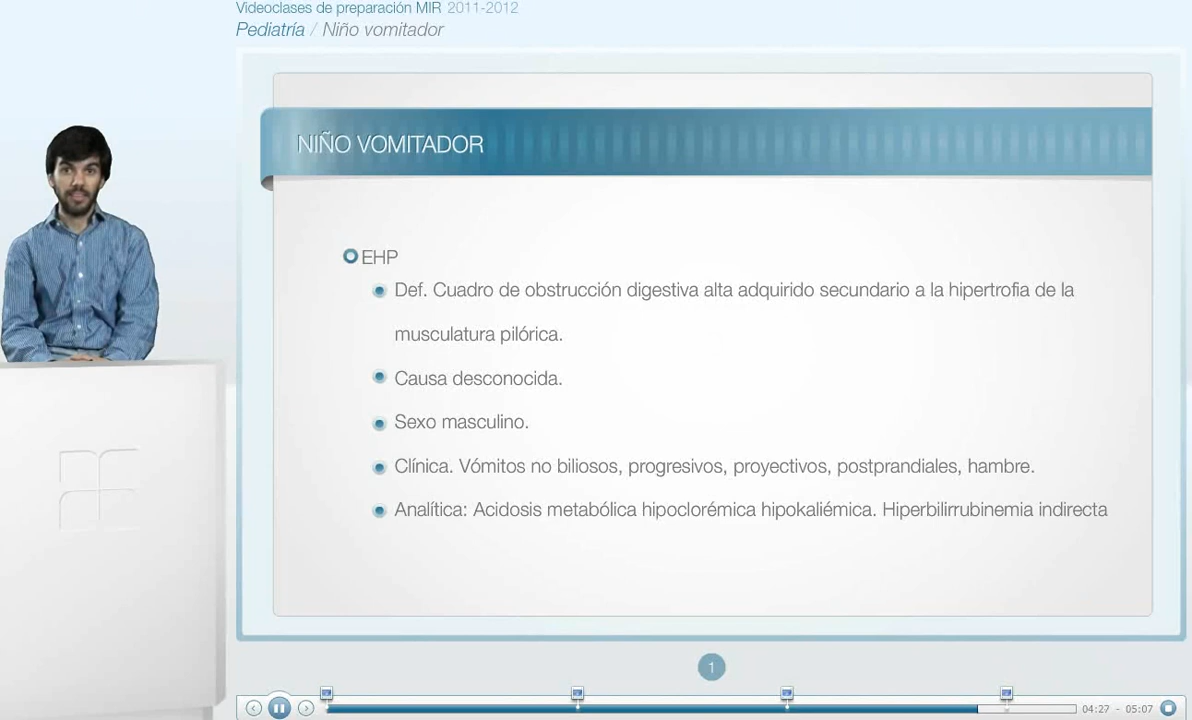 Videoclases de preparación MIR 2011-2012
Pediatría / Niño vomitador
NIÑO VOMITADOR
EHP
Def. Cuadro de obstrucción digestiva alta adquirido secundario a la hipertrofia de la
musculatura pilórica.
Causa desconocida.
Sexo masculino.
Clínica. Vómitos no biliosos, progresivos, proyectivos, postprandiales, hambre.
Analítica: Acidosis metabólica hipoclorémica hipokaliémica. Hiperbilirrubinemia indirecta
1
04:27 - 05:07